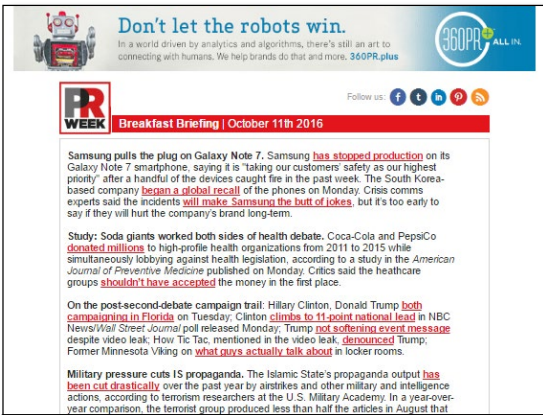 Don't let the robots win.
In a world driven by analytics and algorithms, there's still an art to
connecting with humans. We help brands do that and more. 360PR.plus
360PR+ ALL IN.
PR
WEEK
Follow us:
Breakfast Briefing | October 11th 2016
Samsung pulls the plug on Galaxy Note 7. Samsung has stopped production on its
Galaxy Note 7 smartphone, saying it is "taking our customers' safety as our highest
priority" after a handful of the devices caught fire in the past week. The South Korea-
based company began a global recall of the phones on Monday. Crisis comms
experts said the incidents will make Samsung the butt of jokes, but it's too early to
say if they will hurt the company's brand long-term.
Study: Soda giants worked both sides of health debate. Coca-Cola and PepsiCo
donated millions to high-profile health organizations from 2011 to 2015 while
simultaneously lobbying against health legislation, according to a study in the American
Journal of Preventive Medicine published on Monday. Critics said the heathcare
groups shouldn't have accepted the money in the first place.
On the post-second-debate campaign trail: Hillary Clinton, Donald Trump both
campaigning in Florida on Tuesday; Clinton climbs to 11-point national lead in NBC
News/Wall Street Journal poll released Monday; Trump not softening event message
despite video leak; How Tic Tac, mentioned in the video leak, denounced Trump;
Former Minnesota Viking on what guys actually talk about in locker rooms.
Military pressure cuts IS propaganda. The Islamic State's propaganda output has
been cut drastically over the past year by airstrikes and other military and intelligence
actions, according to terrorism researchers at the U.S. Military Academy. In a year-over-
year comparison, the terrorist group produced less than half the articles in August that